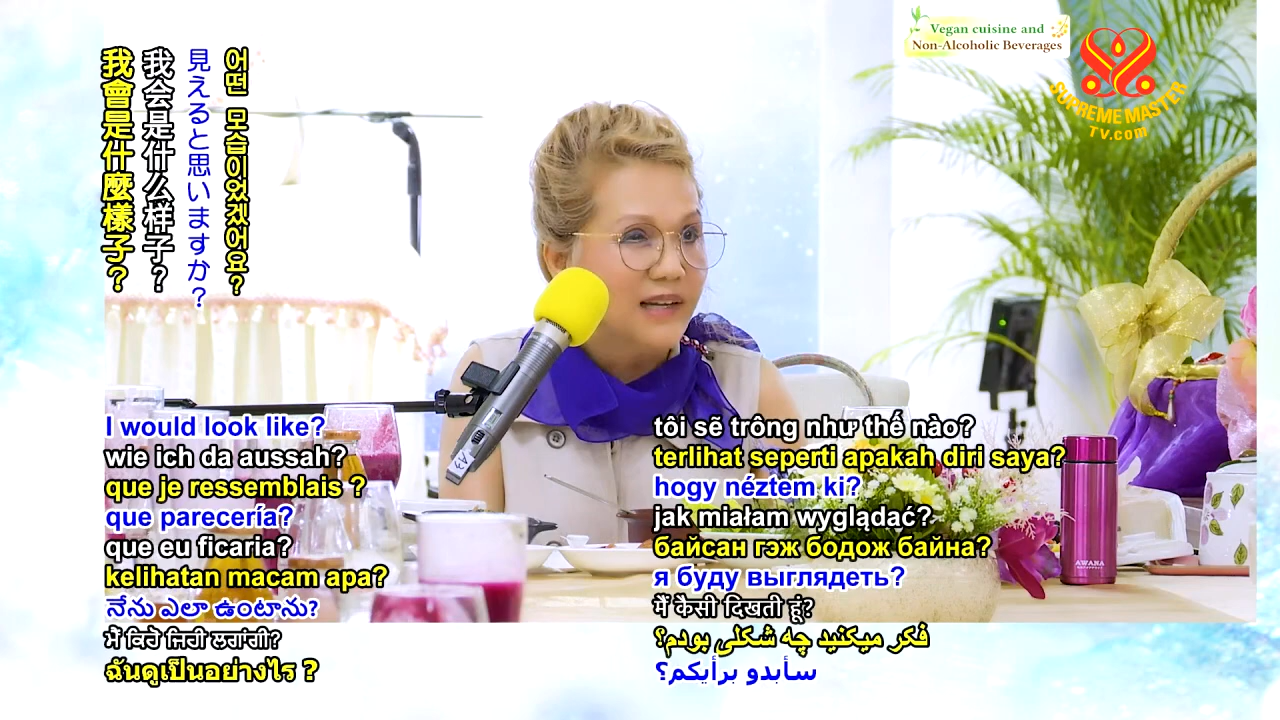 Vegan cuisine and
Non-Alcoholic Beverages
SUPREME MASTER
TV.com
我會是什麼樣子？
我会是什么样子？
見えると思いますか？
어떤 모습이었겠어요?
I would look like?
wie ich da aussah?
que je ressemblais ?
que parecería?
que eu ficaria?
kelihatan macam apa?
నేను ఎలా ఉంటాను?
ਮੈਂ ਕਿਹੋ ਜਿਹੀ ਲਗਾਂਗੀ?
ฉันดูเป็นอย่างไร ?
tôi sẽ trông như thế nào?
terlihat seperti apakah diri saya?
hogy néztem ki?
jak miałam wyglądać?
байсан гэж бодож байна?
я буду выглядеть?
मैं कैसी दिखती हूं?
فکر میکنید چه شکلی بودم؟
سأبدو برأيكم؟
A3
AWANA